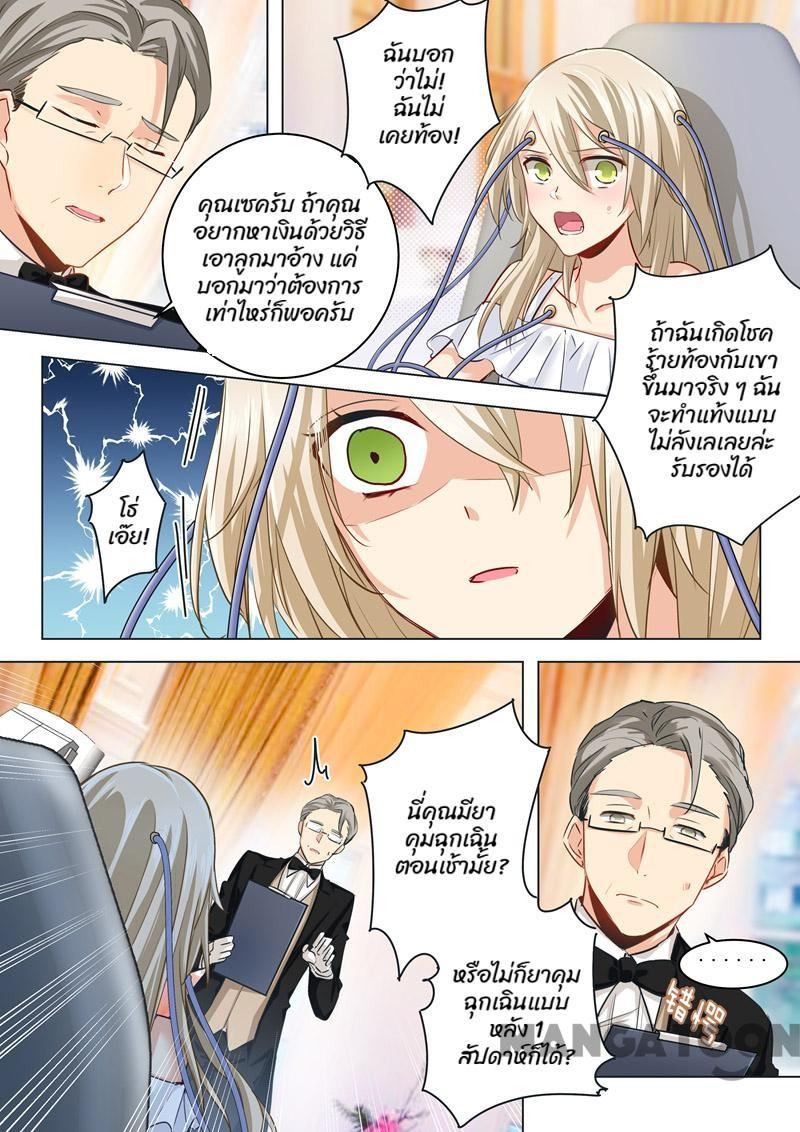 ฉันบอก
ว่าไม่!
ฉันไม่
เคยท้อง!
คุณเซครับ ถ้าคุณ
อยากหาเงินด้วยวิธี
เอาลูกมาอ้าง แค่
บอกมาว่าต้องการ
เท่าไหร่ก็พอครับ
ถ้าฉันเกิดโชค
ร้ายท้องกับเขา
ขึ้นมาจริง ๆ ฉัน
จะทำแท้งแบบ
ไม่ลังเลเลยล่ะ
รับรองได้
โธ่
เอ๊ย!
นี่คุณมียา
คุมฉุกเฉิน
ตอนเช้ามั้ย?
หรือไม่ก็ยาคุม
ฉุกเฉินแบบ
หลัง 1
สัปดาห์ก็ได้?
······
错愕
MANGATOON